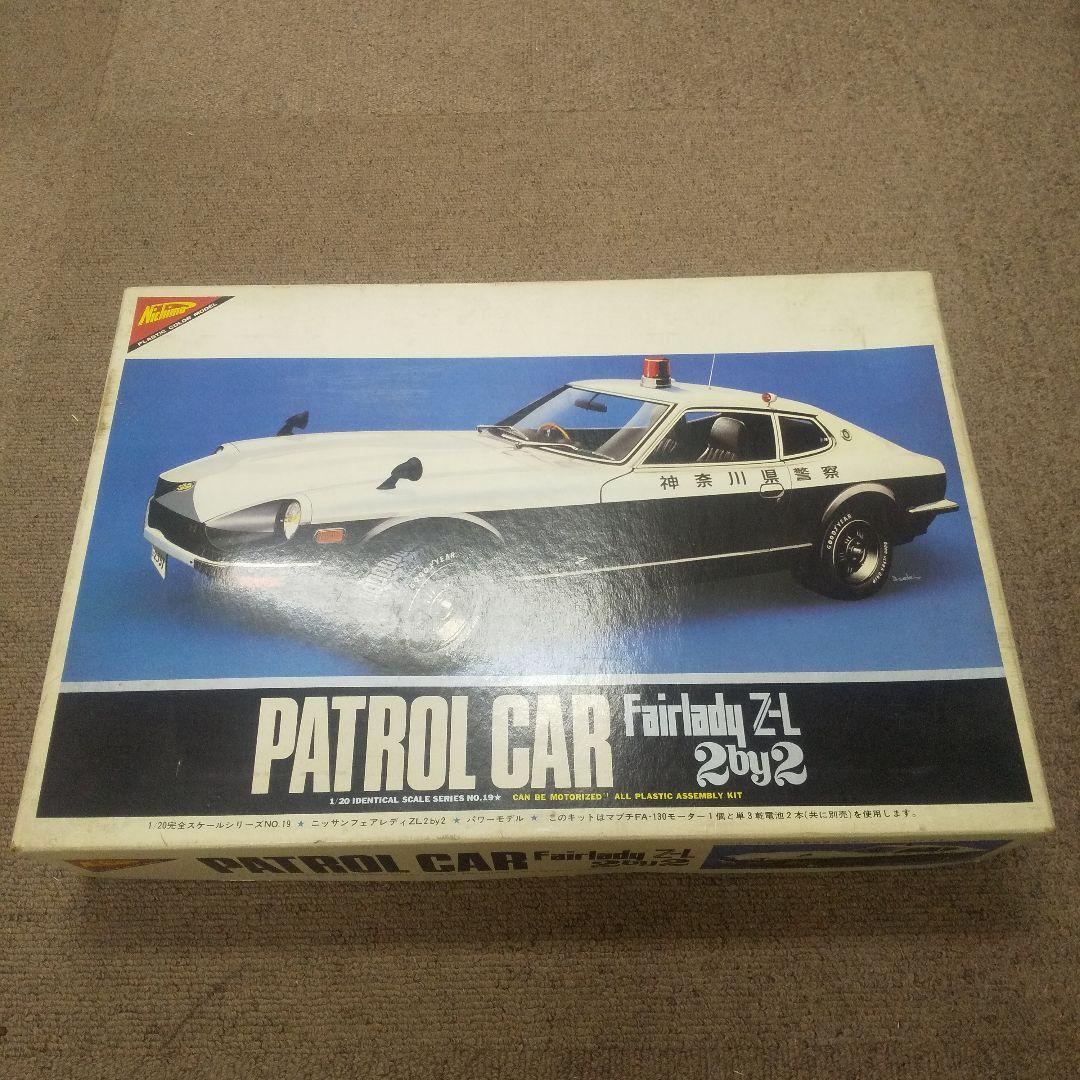 Nichimo
PLASTIC COLOR MODEL
神奈川県警察
GOODYEAR
GOODYEAR
PATROL CAR Fairlady Z-L
2by2
1/20 IDENTICAL SCALE SERIES NO.19★ CAN BE MOTORIZED!! ALL PLASTIC ASSEMBLY KIT
1/20完全スケールシリーズNO.19 ★ ニッサンフェアレディZL2by2 ★ パワーモデル ★ このキットはマブチFA-130モーター1個と単3乾電池2本(共に別売)を使用します。
PATROL CAR Fairlady Z-L
2by2